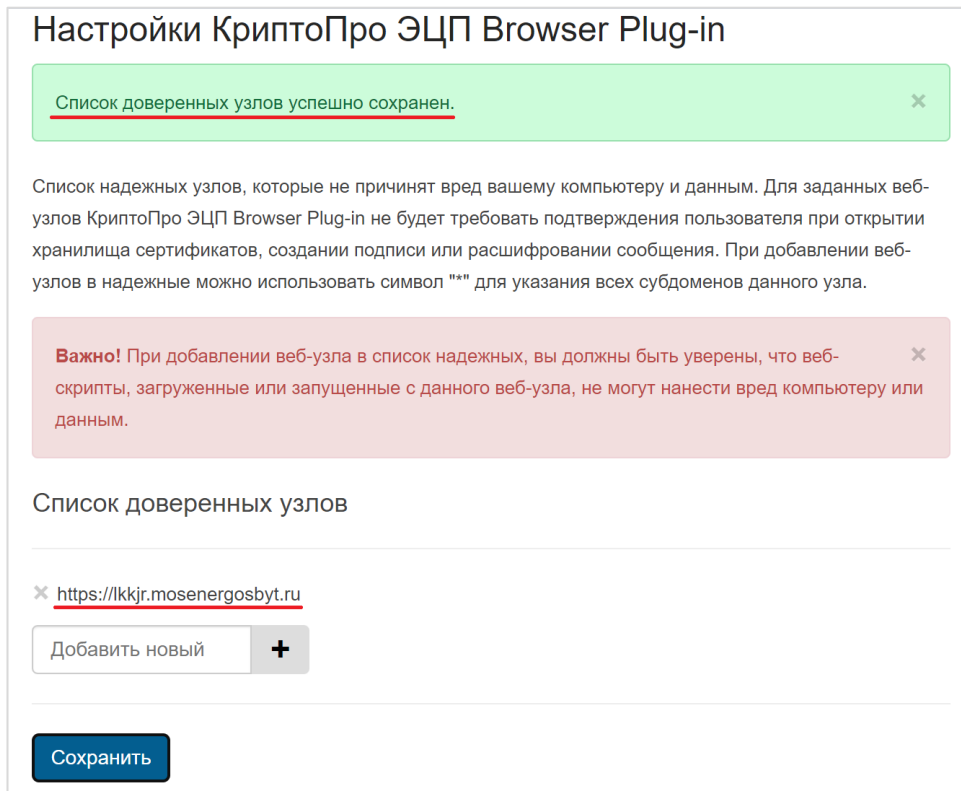 Настройки КриптоПро ЭЦП Browser Plug-in
Список доверенных узлов успешно сохранен.
Список надежных узлов, которые не причинят вред вашему компьютеру и данным. Для заданных веб-
узлов КриптоПро ЭЦП Browser Plug-in не будет требовать подтверждения пользователя при открытии
хранилища сертификатов, создании подписи или расшифровании сообщения. При добавлении веб-
узлов в надежные можно использовать символ "*" для указания всех субдоменов данного узла.
Важно! При добавлении веб-узла в список надежных, вы должны быть уверены, что веб-
скрипты, загруженные или запущенные с данного веб-узла, не могут нанести вред компьютеру или
данным.
Список доверенных узлов
https://lkkjr.mosenergosbyt.ru
Добавить новый
Сохранить